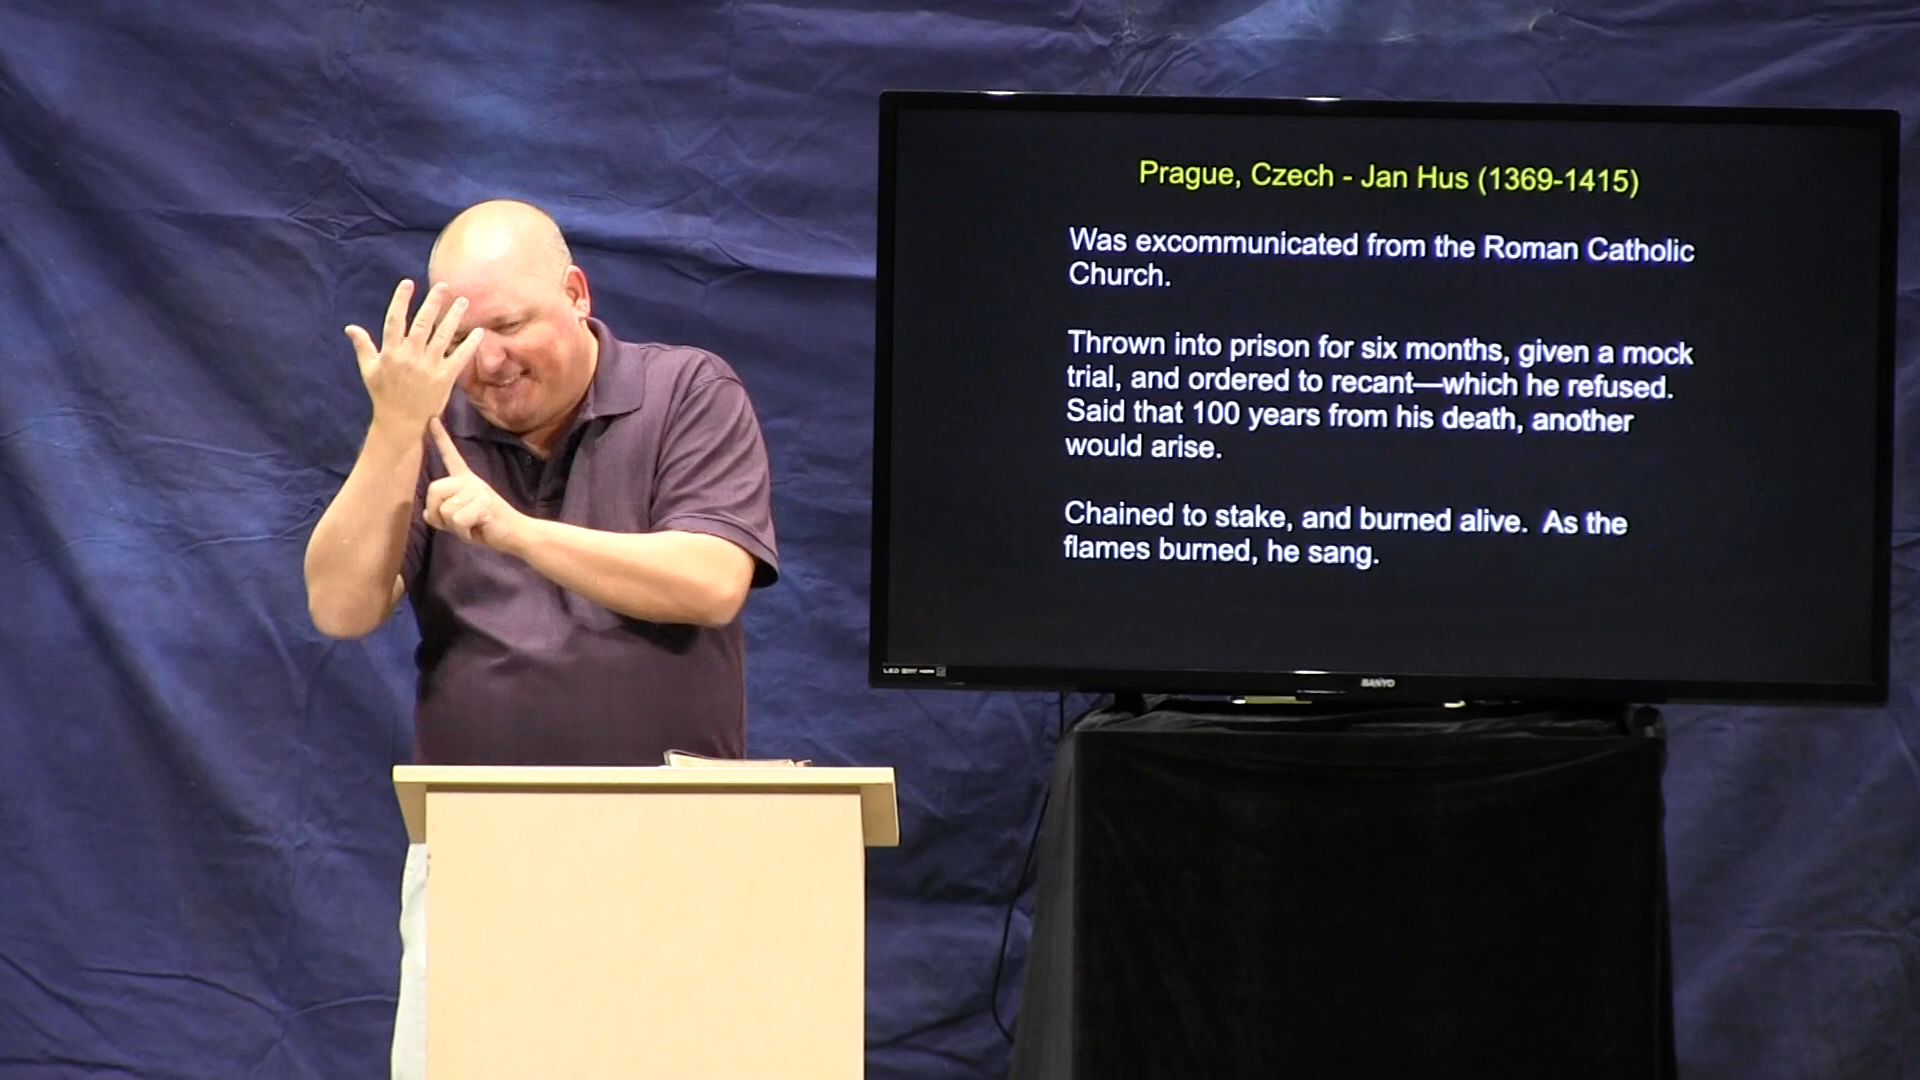 Prague, Czech - Jan Hus (1369-1415)
Was excommunicated from the Roman Catholic
Church.
Thrown into prison for six months, given a mock
trial, and ordered to recant—which he refused.
Said that 100 years from his death, another
would arise.
Chained to stake, and burned alive.  As the
flames burned, he sang.
LED
SANYO